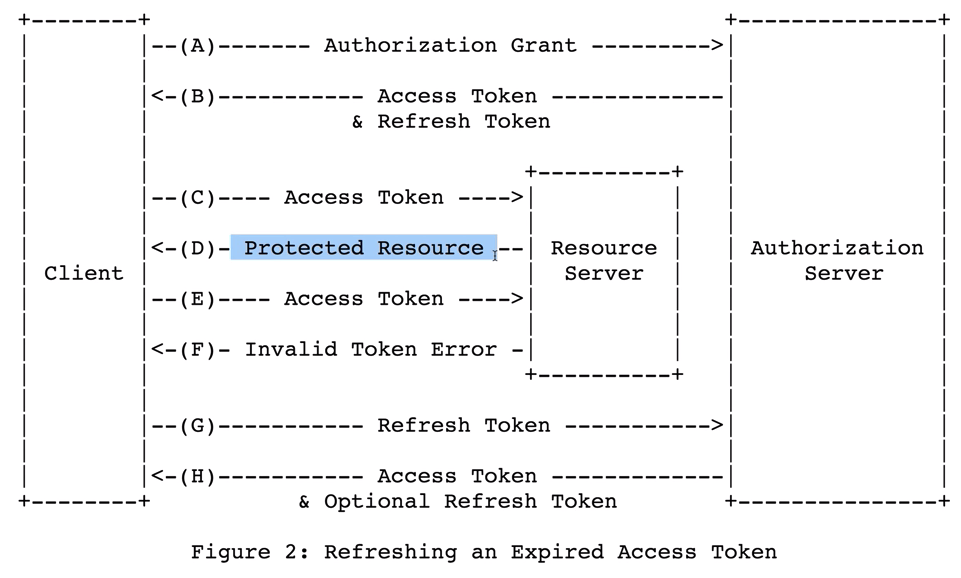 +--------+                                           +---------------+
|        |--(A)------- Authorization Grant --------->|               |
|        |                                           |               |
|        |<-(B)----------- Access Token -------------|               |
|        |               & Refresh Token             |               |
|        |                                           |               |
|        |                            +----------+   |               |
|        |--(C)---- Access Token ---->|          |   |               |
|        |                            |          |   |               |
|        |<-(D)- Protected Resource --| Resource |   | Authorization |
| Client |                            |  Server  |   |     Server    |
|        |--(E)---- Access Token ---->|          |   |               |
|        |                            |          |   |               |
|        |<-(F)- Invalid Token Error -|          |   |               |
|        |                            +----------+   |               |
|        |                                           |               |
|        |--(G)----------- Refresh Token ----------->|               |
|        |                                           |               |
|        |<-(H)----------- Access Token -------------|               |
+--------+           & Optional Refresh Token        +---------------+
Figure 2: Refreshing an Expired Access Token